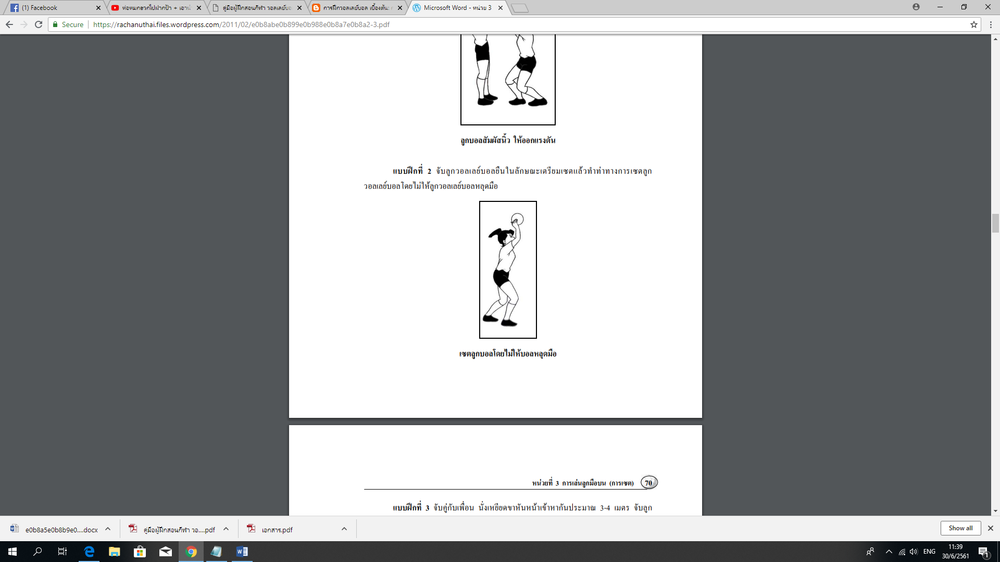 (1) Facebook
ห่อหมกฮวกไปฝากป้า + เอาน
คู่มือผู้ฝึกสอนกีฬา วอลเลย์บอ
การฝึกวอลเลย์บอล เบื้องต้น:
Microsoft Word - หน่วย 3
Secure
https://rachanuthai.files.wordpress.com/2011/02/e0b8abe0b899e0b988e0b8a7e0b8a2-3.pdf
ลูกบอลสัมผัสนิ้ว ให้ออกแรงดัน
แบบฝึกที่ 2 จับลูกวอลเลย์บอลยืนในลักษณะเตรียมเซตแล้วทำท่าทางการเซตลูก
วอลเลย์บอลโดยไม่ให้ลูกวอลเลย์บอลหลุดมือ
เซตลูกบอลโดยไม่ให้บอลหลุดมือ
หน่วยที่ 3 การเล่นลูกมือบน (การเซต) 70
แบบฝึกที่ 3 จับคู่กับเพื่อน นั่งเหยียดขาหันหน้าเข้าหากันประมาณ 3-4 เมตร จับลูก
e0b8a5e0b8b9e0....docx
คู่มือผู้ฝึกสอนกีฬา วอ....pdf
เอกสาร.pdf
Show all
ENG
11:39
30/6/2561
1